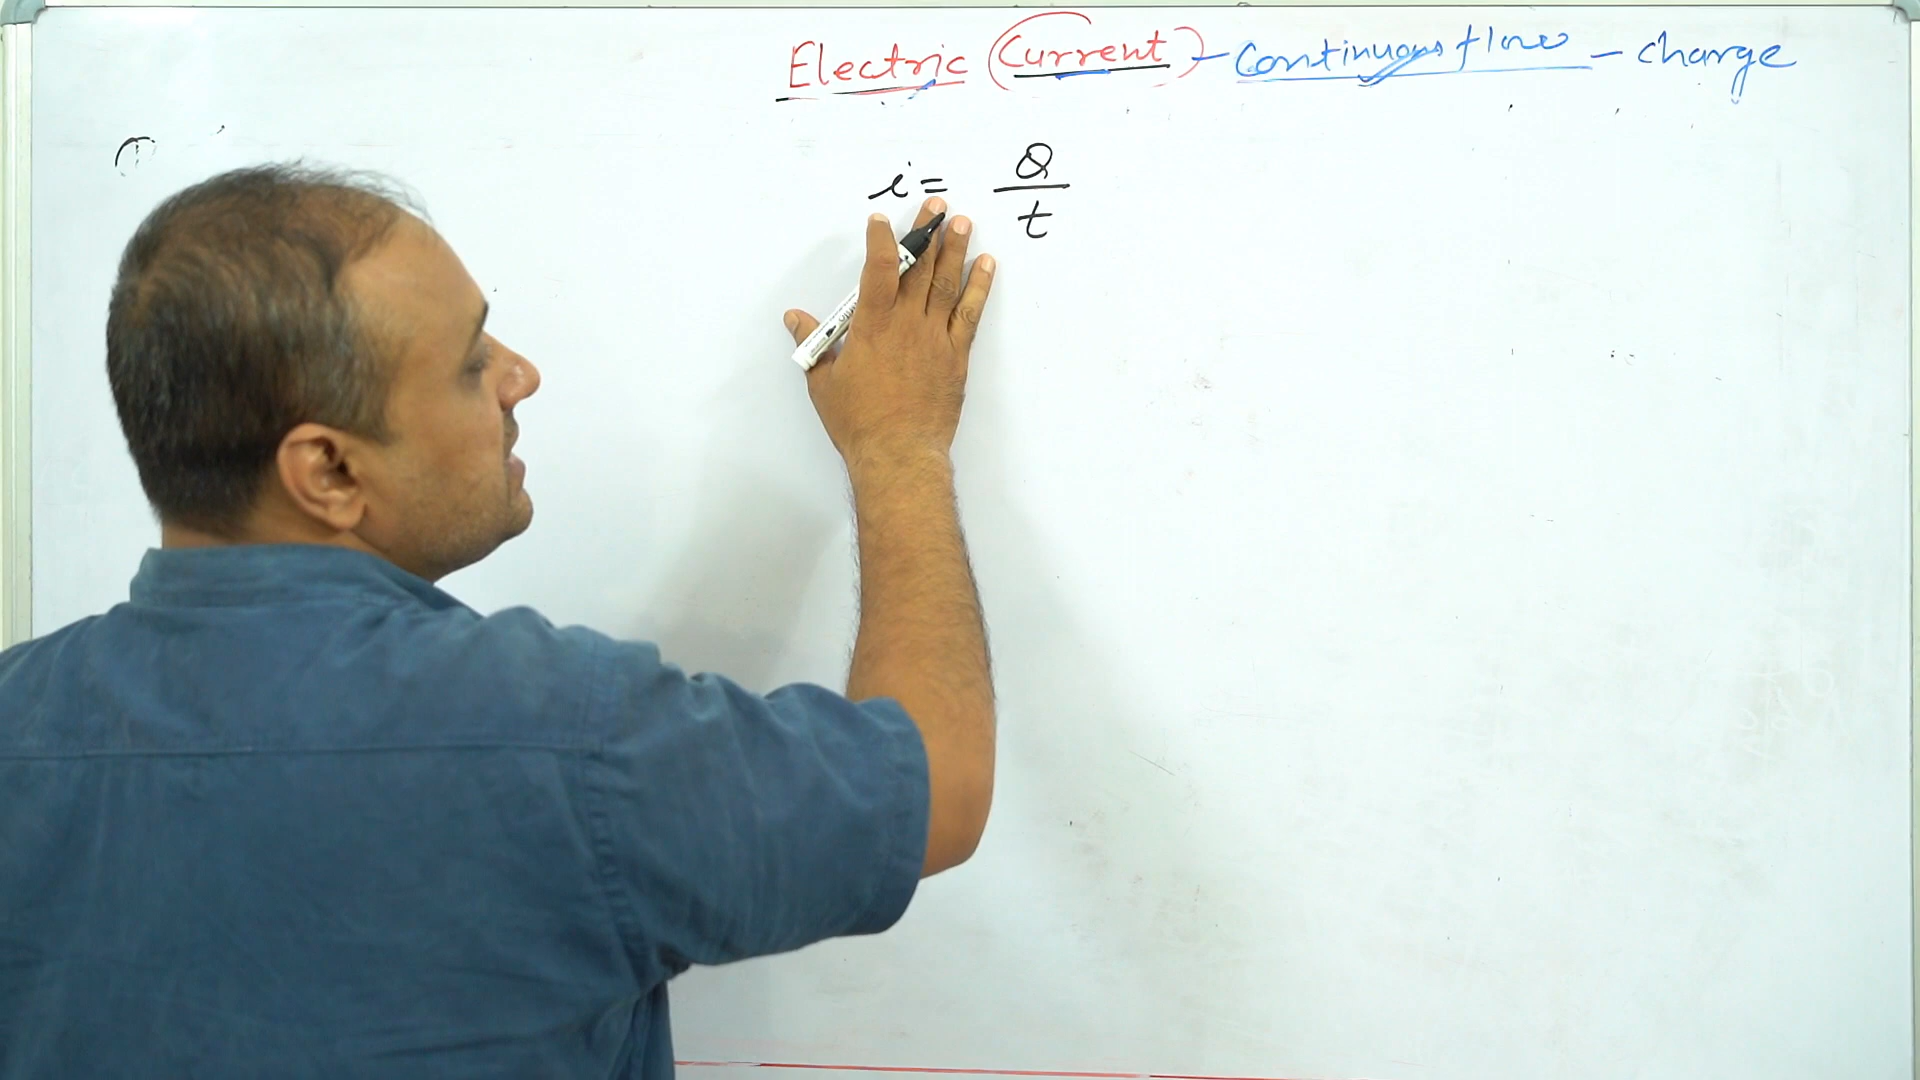 Electric (Current) - Continuous flow - charge
i = Q
t